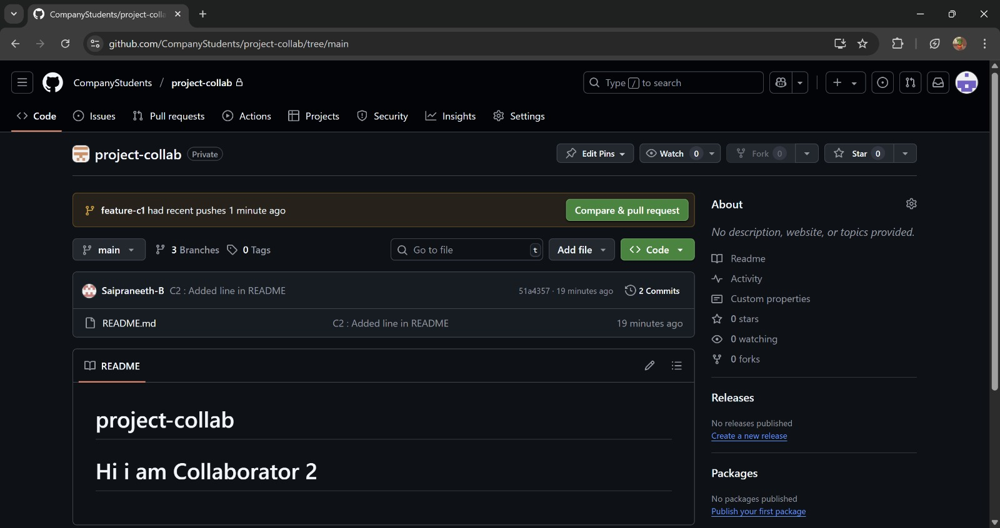 CompanyStudents/project-colla
github.com/CompanyStudents/project-collab/tree/main
CompanyStudents / project-collab
Type / to search
Code
Issues
Pull requests
Actions
Projects
Security
Insights
Settings
project-collab Private
Edit Pins
Watch 0
Fork 0
Star 0
feature-c1 had recent pushes 1 minute ago
Compare & pull request
main
3 Branches
0 Tags
Go to file
t
Add file
Code
Saipraneeth-B C2 : Added line in README
51a4357 · 19 minutes ago
2 Commits
README.md
C2 : Added line in README
19 minutes ago
README
project-collab
Hi i am Collaborator 2
About
No description, website, or topics provided.
Readme
Activity
Custom properties
0 stars
0 watching
0 forks
Releases
No releases published
Create a new release
Packages
No packages published
Publish your first package